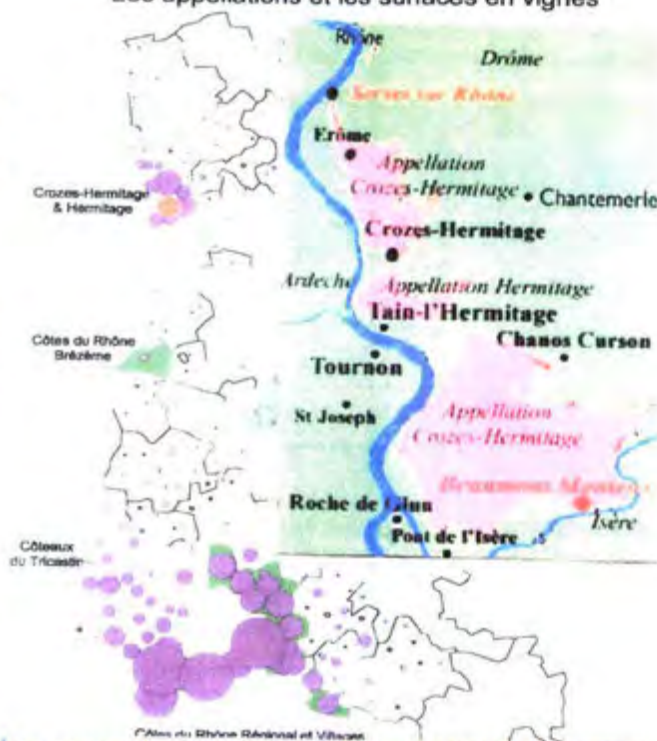 Les appellations et les surfaces en vignes
Rhône
Drôme
Serves sur Rhône
Erôme
Appellation
Crozes-Hermitage
Chantemerle
Crozes-Hermitage
& Hermitage
Crozes-Hermitage
Ardeche
Appellation Hermitage
Tain-l'Hermitage
Chanos Curson
Côtes du Rhône
Brézème
Tournon
St Joseph
Appellation
Crozes-Hermitage
Beaumont
Roche de Glun
Isère
Pont de l'Isère
Côteaux
du Tricastin
Côtes du Rhône Régional et Villages